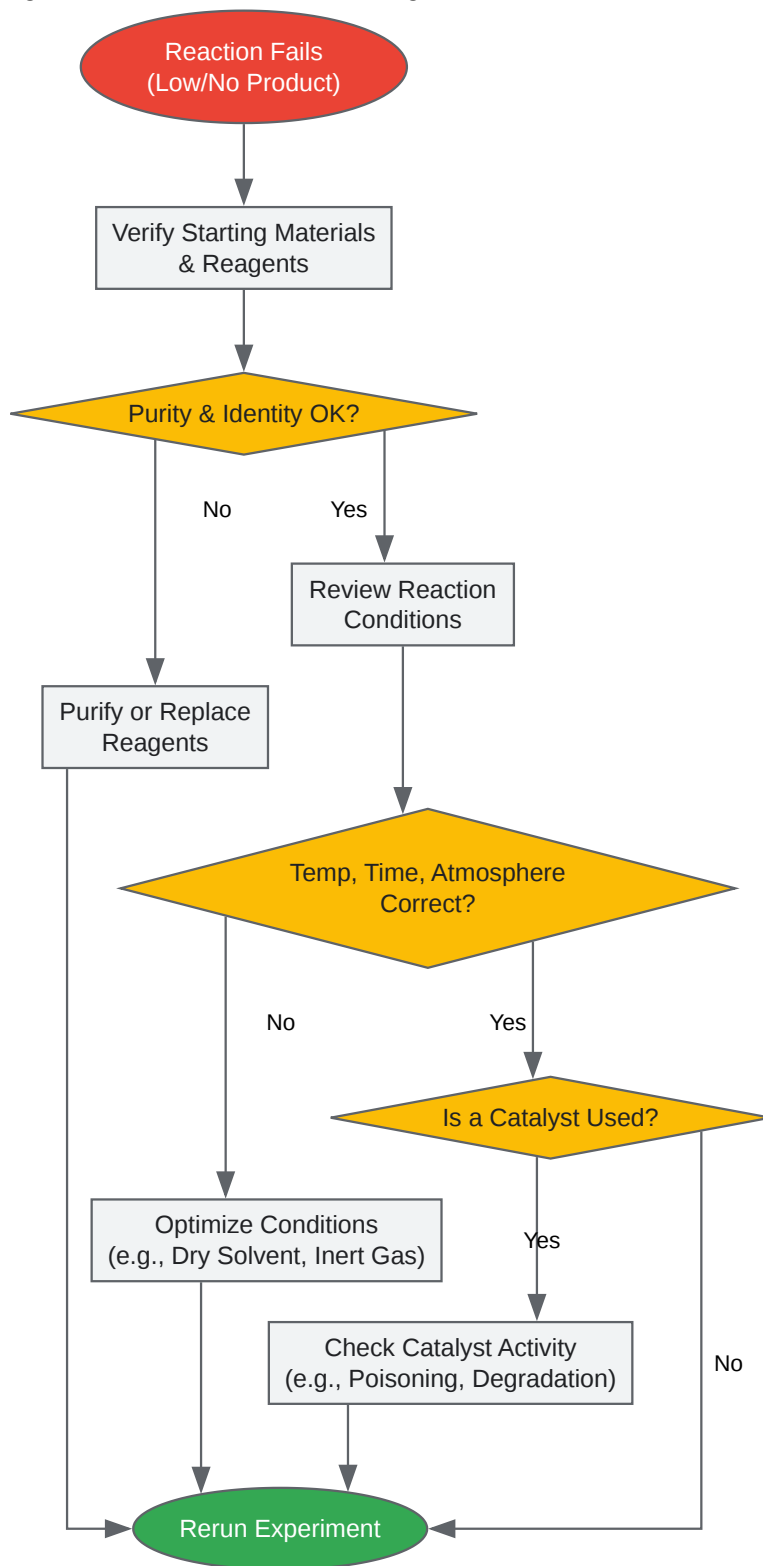 Reaction Fails
(Low/No Product)
Verify Starting Materials
& Reagents
Purity & Identity OK?
No
Yes
Review Reaction
Conditions
Purify or Replace
Reagents
Temp, Time, Atmosphere
Correct?
No
Yes
Is a Catalyst Used?
Optimize Conditions
(e.g., Dry Solvent, Inert Gas)
Yes
Check Catalyst Activity
(e.g., Poisoning, Degradation)
No
Rerun Experiment